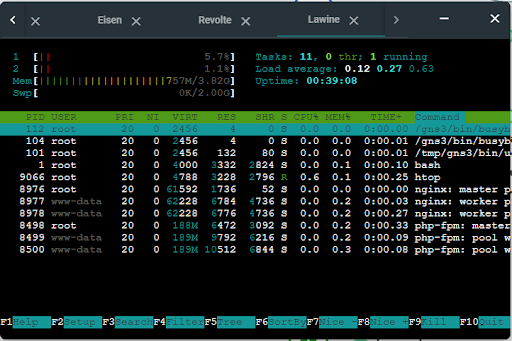 Eisen Revolte Lawine
1 [|| 5.7%] Tasks: 11, 0 thr; 1 running
2 [|| 1.1%] Load average: 0.12 0.27 0.63
Mem[||||||||||||||||||||757M/3.82G] Uptime: 00:39:08
Swp[ 0K/2.00G]
PID USER PRI NI VIRT RES SHR S CPU% MEM% TIME+ Command
112 root 20 0 2456 4 0 S 0.0 0.0 0:00.00 /gns3/bin/busyb
104 root 20 0 2456 4 0 S 0.0 0.0 0:00.01 /gns3/bin/busyb
101 root 20 0 2456 132 80 S 0.0 0.0 0:00.01 /tmp/gns3/bin/u
1 root 20 0 4000 3332 2824 S 0.0 0.1 0:00.10 bash
9066 root 20 0 4788 3228 2796 R 0.6 0.1 0:00.25 htop
8976 root 20 0 61592 1736 52 S 0.0 0.0 0:00.00 nginx: master p
8977 www-data 20 0 62228 6784 4736 S 0.0 0.2 0:00.03 nginx: worker p
8978 www-data 20 0 62228 6776 4736 S 0.0 0.2 0:00.27 nginx: worker p
8498 root 20 0 188M 6472 3092 S 0.0 0.2 0:00.33 php-fpm: master
8499 www-data 20 0 189M 9792 6216 S 0.0 0.2 0:00.09 php-fpm: pool w
8500 www-data 20 0 189M 10512 6844 S 0.0 0.3 0:00.08 php-fpm: pool w
F1Help F2Setup F3Search F4Filter F5Tree F6SortBy F7Nice - F8Nice + F9Kill F10Quit